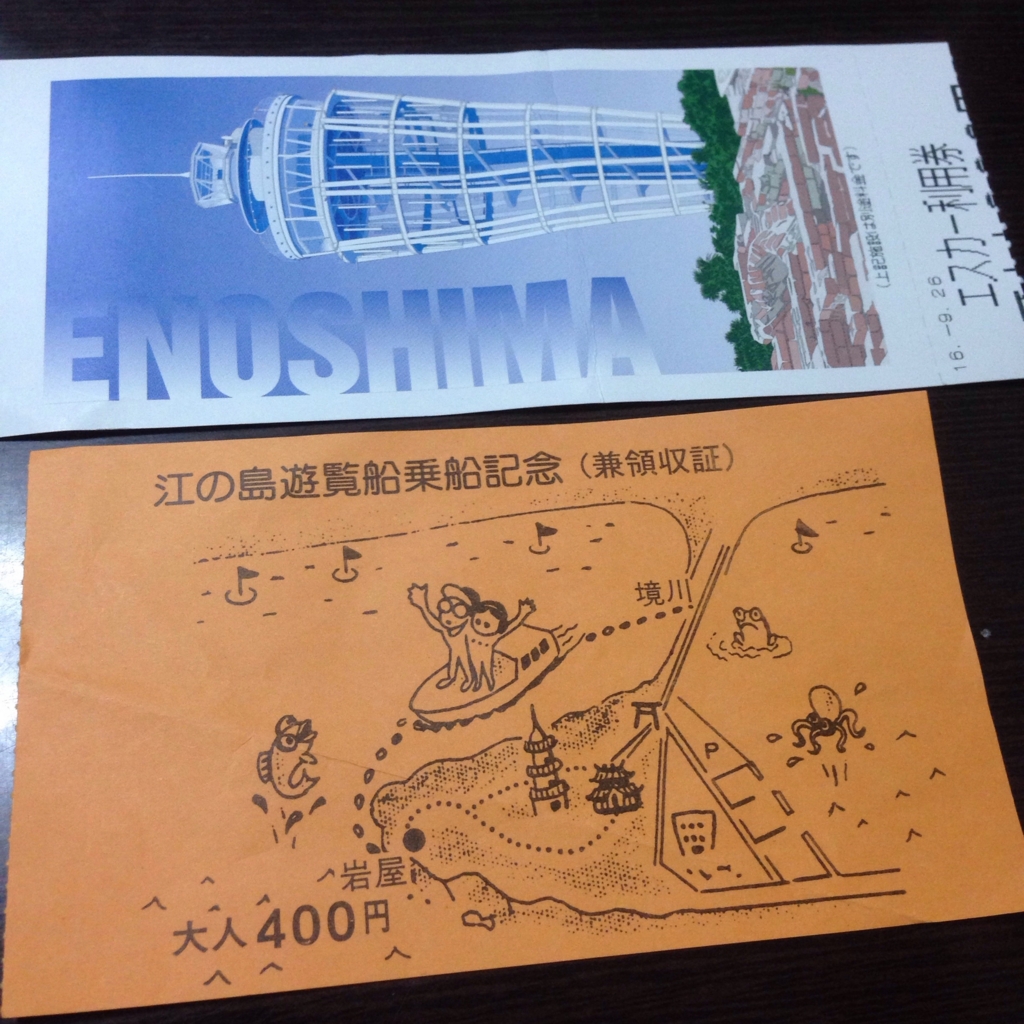 ENOSHIMA
(上記施設は別途料金です)
16.-9.26
エスカー利用券
江の島遊覧船乗船記念(兼領収証)
境川
P
岩屋
大人400円